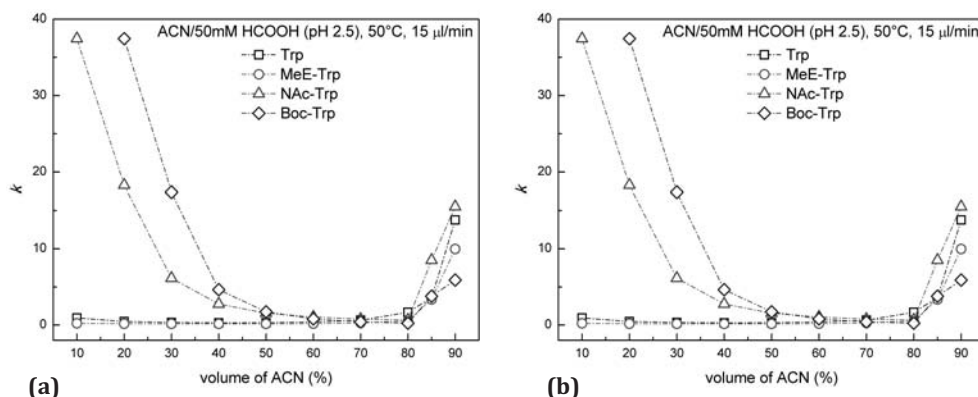 ACN/50mM HCOOH (pH 2.5), 50°C, 15 μl/min
Trp
MeE-Trp
NAc-Trp
Boc-Trp
40
30
20
10
0
k
10 20 30 40 50 60 70 80 90
volume of ACN (%)
(a)
ACN/50mM HCOOH (pH 2.5), 50°C, 15 μl/min
Trp
MeE-Trp
NAc-Trp
Boc-Trp
40
30
20
10
0
k
10 20 30 40 50 60 70 80 90
volume of ACN (%)
(b)